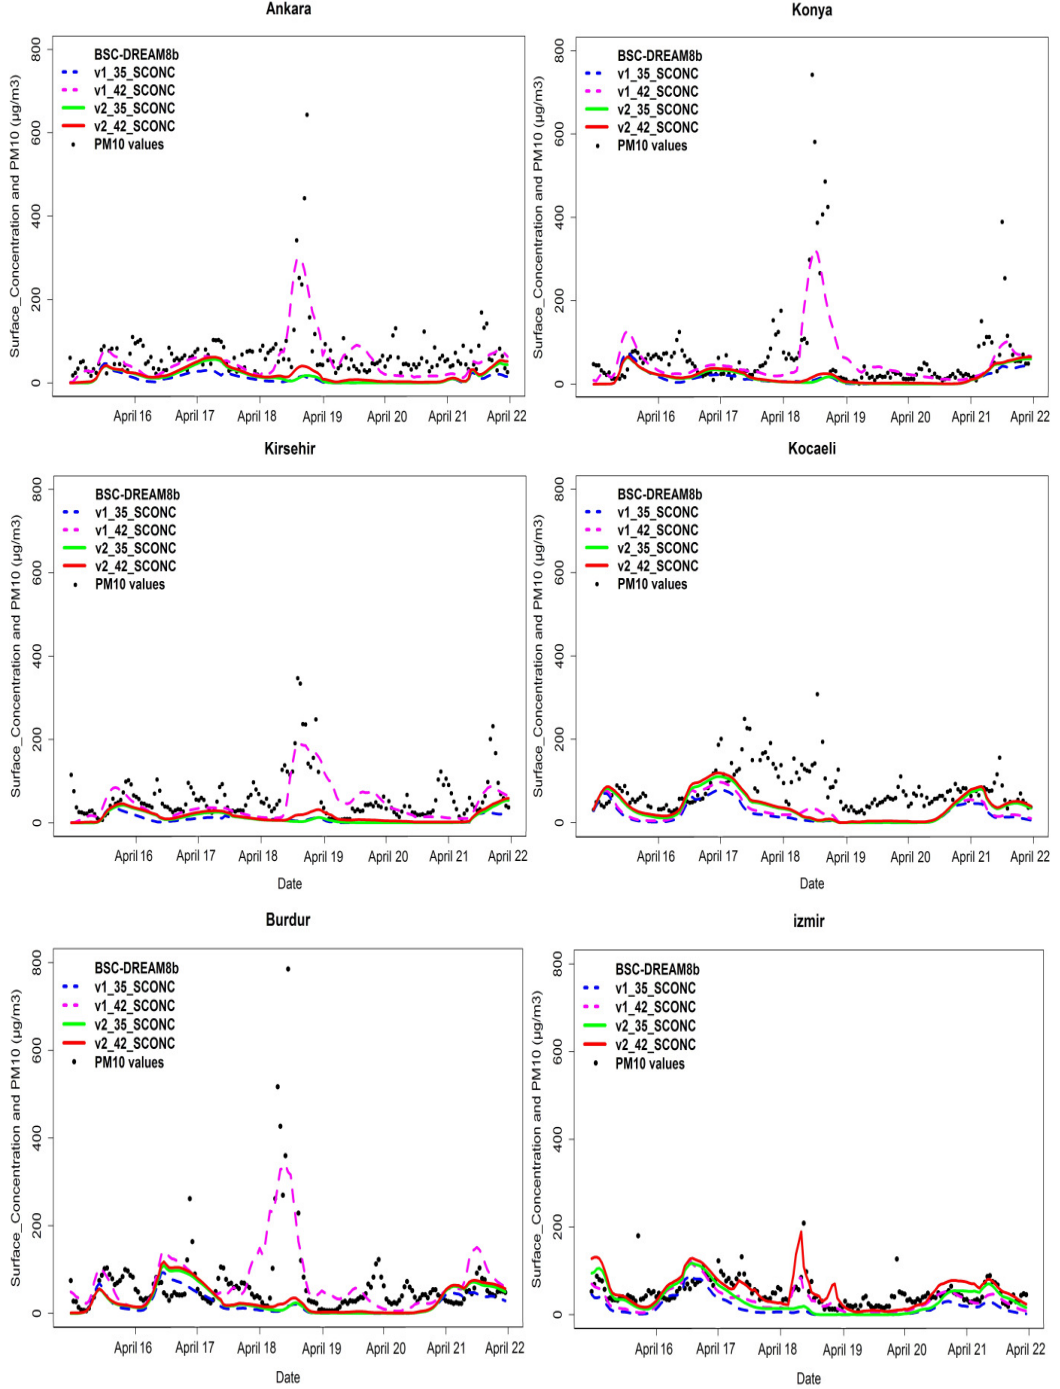 Ankara
Surface_Concentration and PM10 (µg/m3)
800
600
400
200
0
BSC-DREAM8b
v1_35_SCONC
v1_42_SCONC
v2_35_SCONC
v2_42_SCONC
PM10 values
April 16
April 17
April 18
April 19
April 20
April 21
April 22
Konya
Surface_Concentration and PM10 (µg/m3)
800
600
400
200
0
BSC-DREAM8b
v1_35_SCONC
v1_42_SCONC
v2_35_SCONC
v2_42_SCONC
PM10 values
April 16
April 17
April 18
April 19
April 20
April 21
April 22
Kirsehir
Surface_Concentration and PM10 (µg/m3)
800
600
400
200
0
BSC-DREAM8b
v1_35_SCONC
v1_42_SCONC
v2_35_SCONC
v2_42_SCONC
PM10 values
April 16
April 17
April 18
April 19
April 20
April 21
April 22
Date
Kocaeli
Surface_Concentration and PM10 (µg/m3)
800
600
400
200
0
BSC-DREAM8b
v1_35_SCONC
v1_42_SCONC
v2_35_SCONC
v2_42_SCONC
PM10 values
April 16
April 17
April 18
April 19
April 20
April 21
April 22
Date
Burdur
Surface_Concentration and PM10 (µg/m3)
800
600
400
200
0
BSC-DREAM8b
v1_35_SCONC
v1_42_SCONC
v2_35_SCONC
v2_42_SCONC
PM10 values
April 16
April 17
April 18
April 19
April 20
April 21
April 22
Date
izmir
Surface_Concentration and PM10 (µg/m3)
800
600
400
200
0
BSC-DREAM8b
v1_35_SCONC
v1_42_SCONC
v2_35_SCONC
v2_42_SCONC
PM10 values
April 16
April 17
April 18
April 19
April 20
April 21
April 22
Date